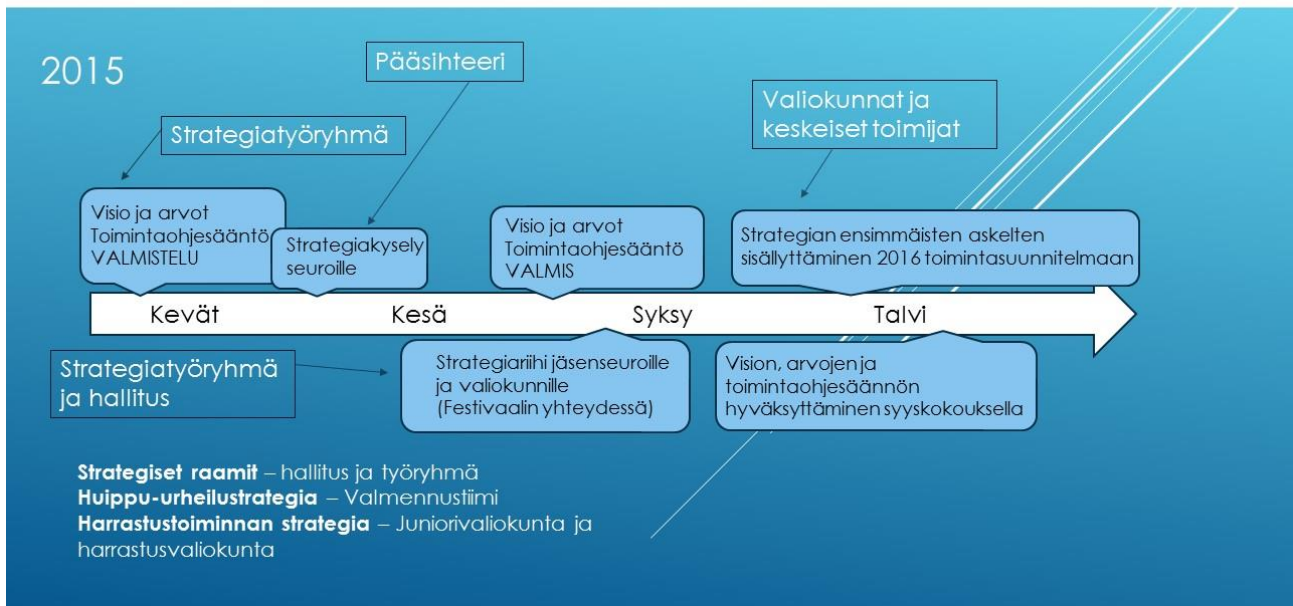 2015
Pääsihteeri
Strategiatyöryhmä
Valiokunnat ja
keskeiset toimijat
Visio ja arvot
Toimintaohjesääntö
VALMISTELU
Strategiakysely
seuroille
Visio ja arvot
Toimintaohjesääntö
VALMIS
Strategian ensimmäisten askelten
sisällyttäminen 2016 toimintasuunnitelmaan
Kevät
Kesä
Syksy
Talvi
Strategiatyöryhmä
ja hallitus
Strategiariihi jäsenseuroille
ja valiokunnille
(Festivaalin yhteydessä)
Vision, arvojen ja
toimintaohjesäännön
hyväksyttäminen syyskokouksella
Strategiset raamit – hallitus ja työryhmä
Huippu-urheilustrategia – Valmennustiimi
Harrastustoiminnan strategia – Juniorivaliokunta ja
harrastusvaliokunta